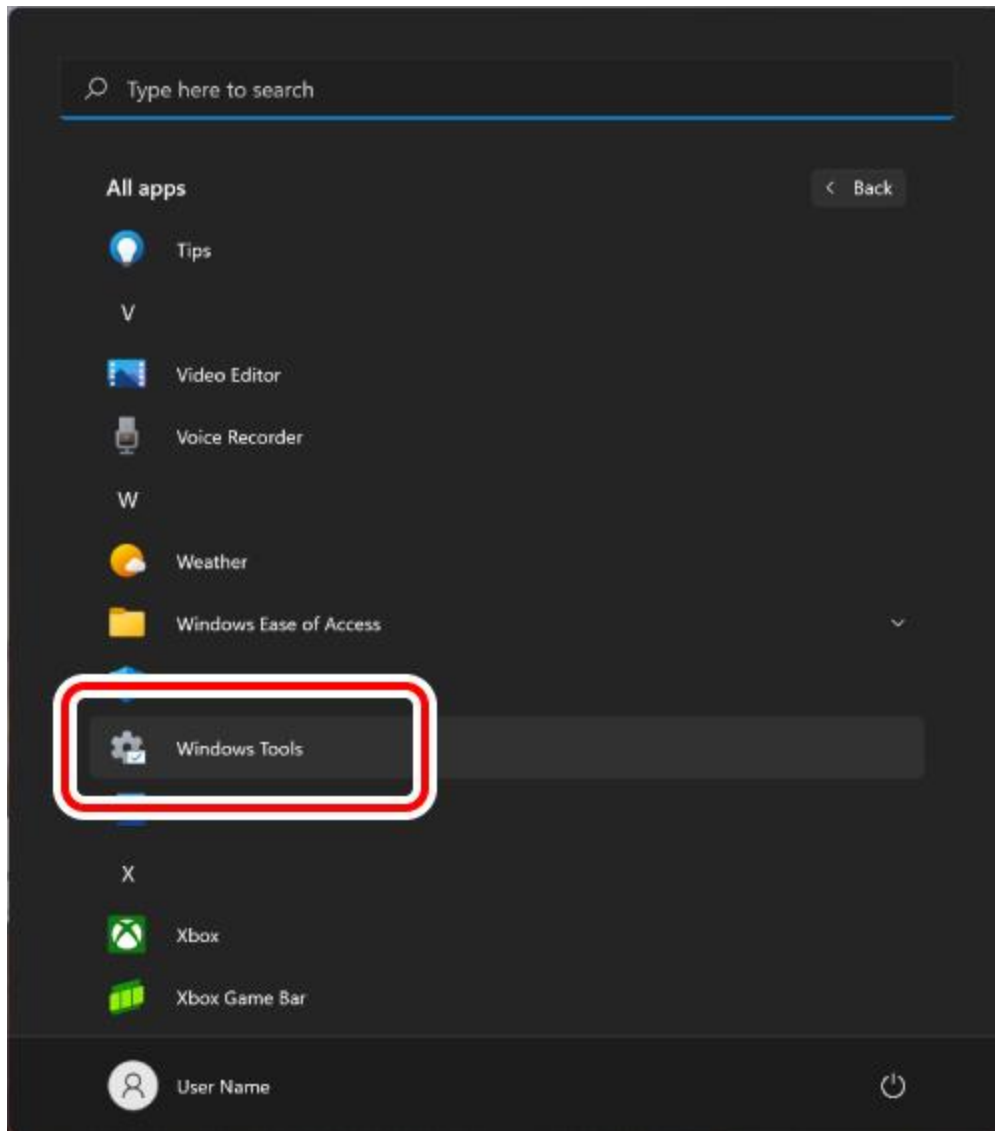 Type here to search
All apps
Back
Tips
V
Video Editor
Voice Recorder
W
Weather
Windows Ease of Access
Windows Tools
X
Xbox
Xbox Game Bar
User Name